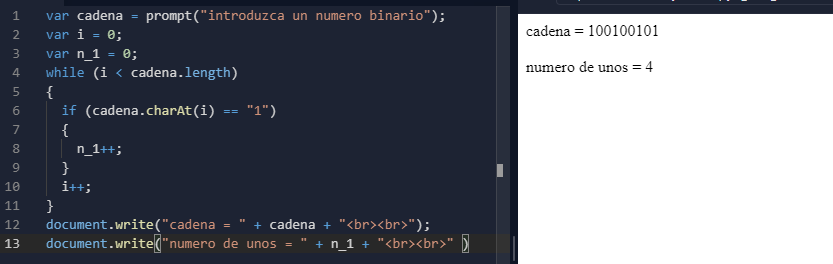 1 var cadena = prompt("introduzca un numero binario");
2 var i = 0;
3 var n_1 = 0;
4 while (i < cadena.length)
5 {
6 if (cadena.charAt(i) == "1")
7 {
8 n_1++;
9 }
10 i++;
11 }
12 document.write("cadena = " + cadena + "<br><br>");
13 document.write("numero de unos = " + n_1 + "<br><br>" )
cadena = 100100101
numero de unos = 4